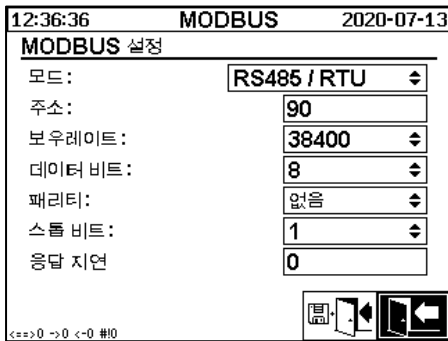 12:36:36 MODBUS 2020-07-13
MODBUS 설정
모드: RS485 / RTU
주소: 90
보우레이트: 38400
데이터 비트: 8
패리티: 없음
스톱 비트: 1
응답 지연 0
<==>0 ->0 <-0 #!0